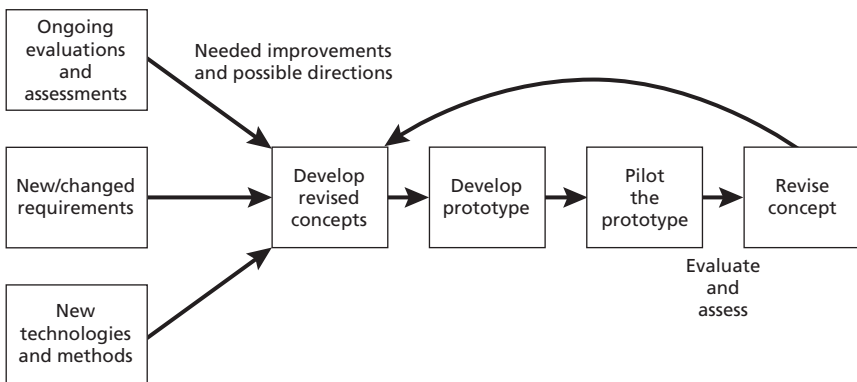 Ongoing
evaluations
and
assessments
Needed improvements
and possible directions
New/changed
requirements
Develop
revised
concepts
Develop
prototype
Pilot
the
prototype
Revise
concept
Evaluate
and
assess
New
technologies
and methods